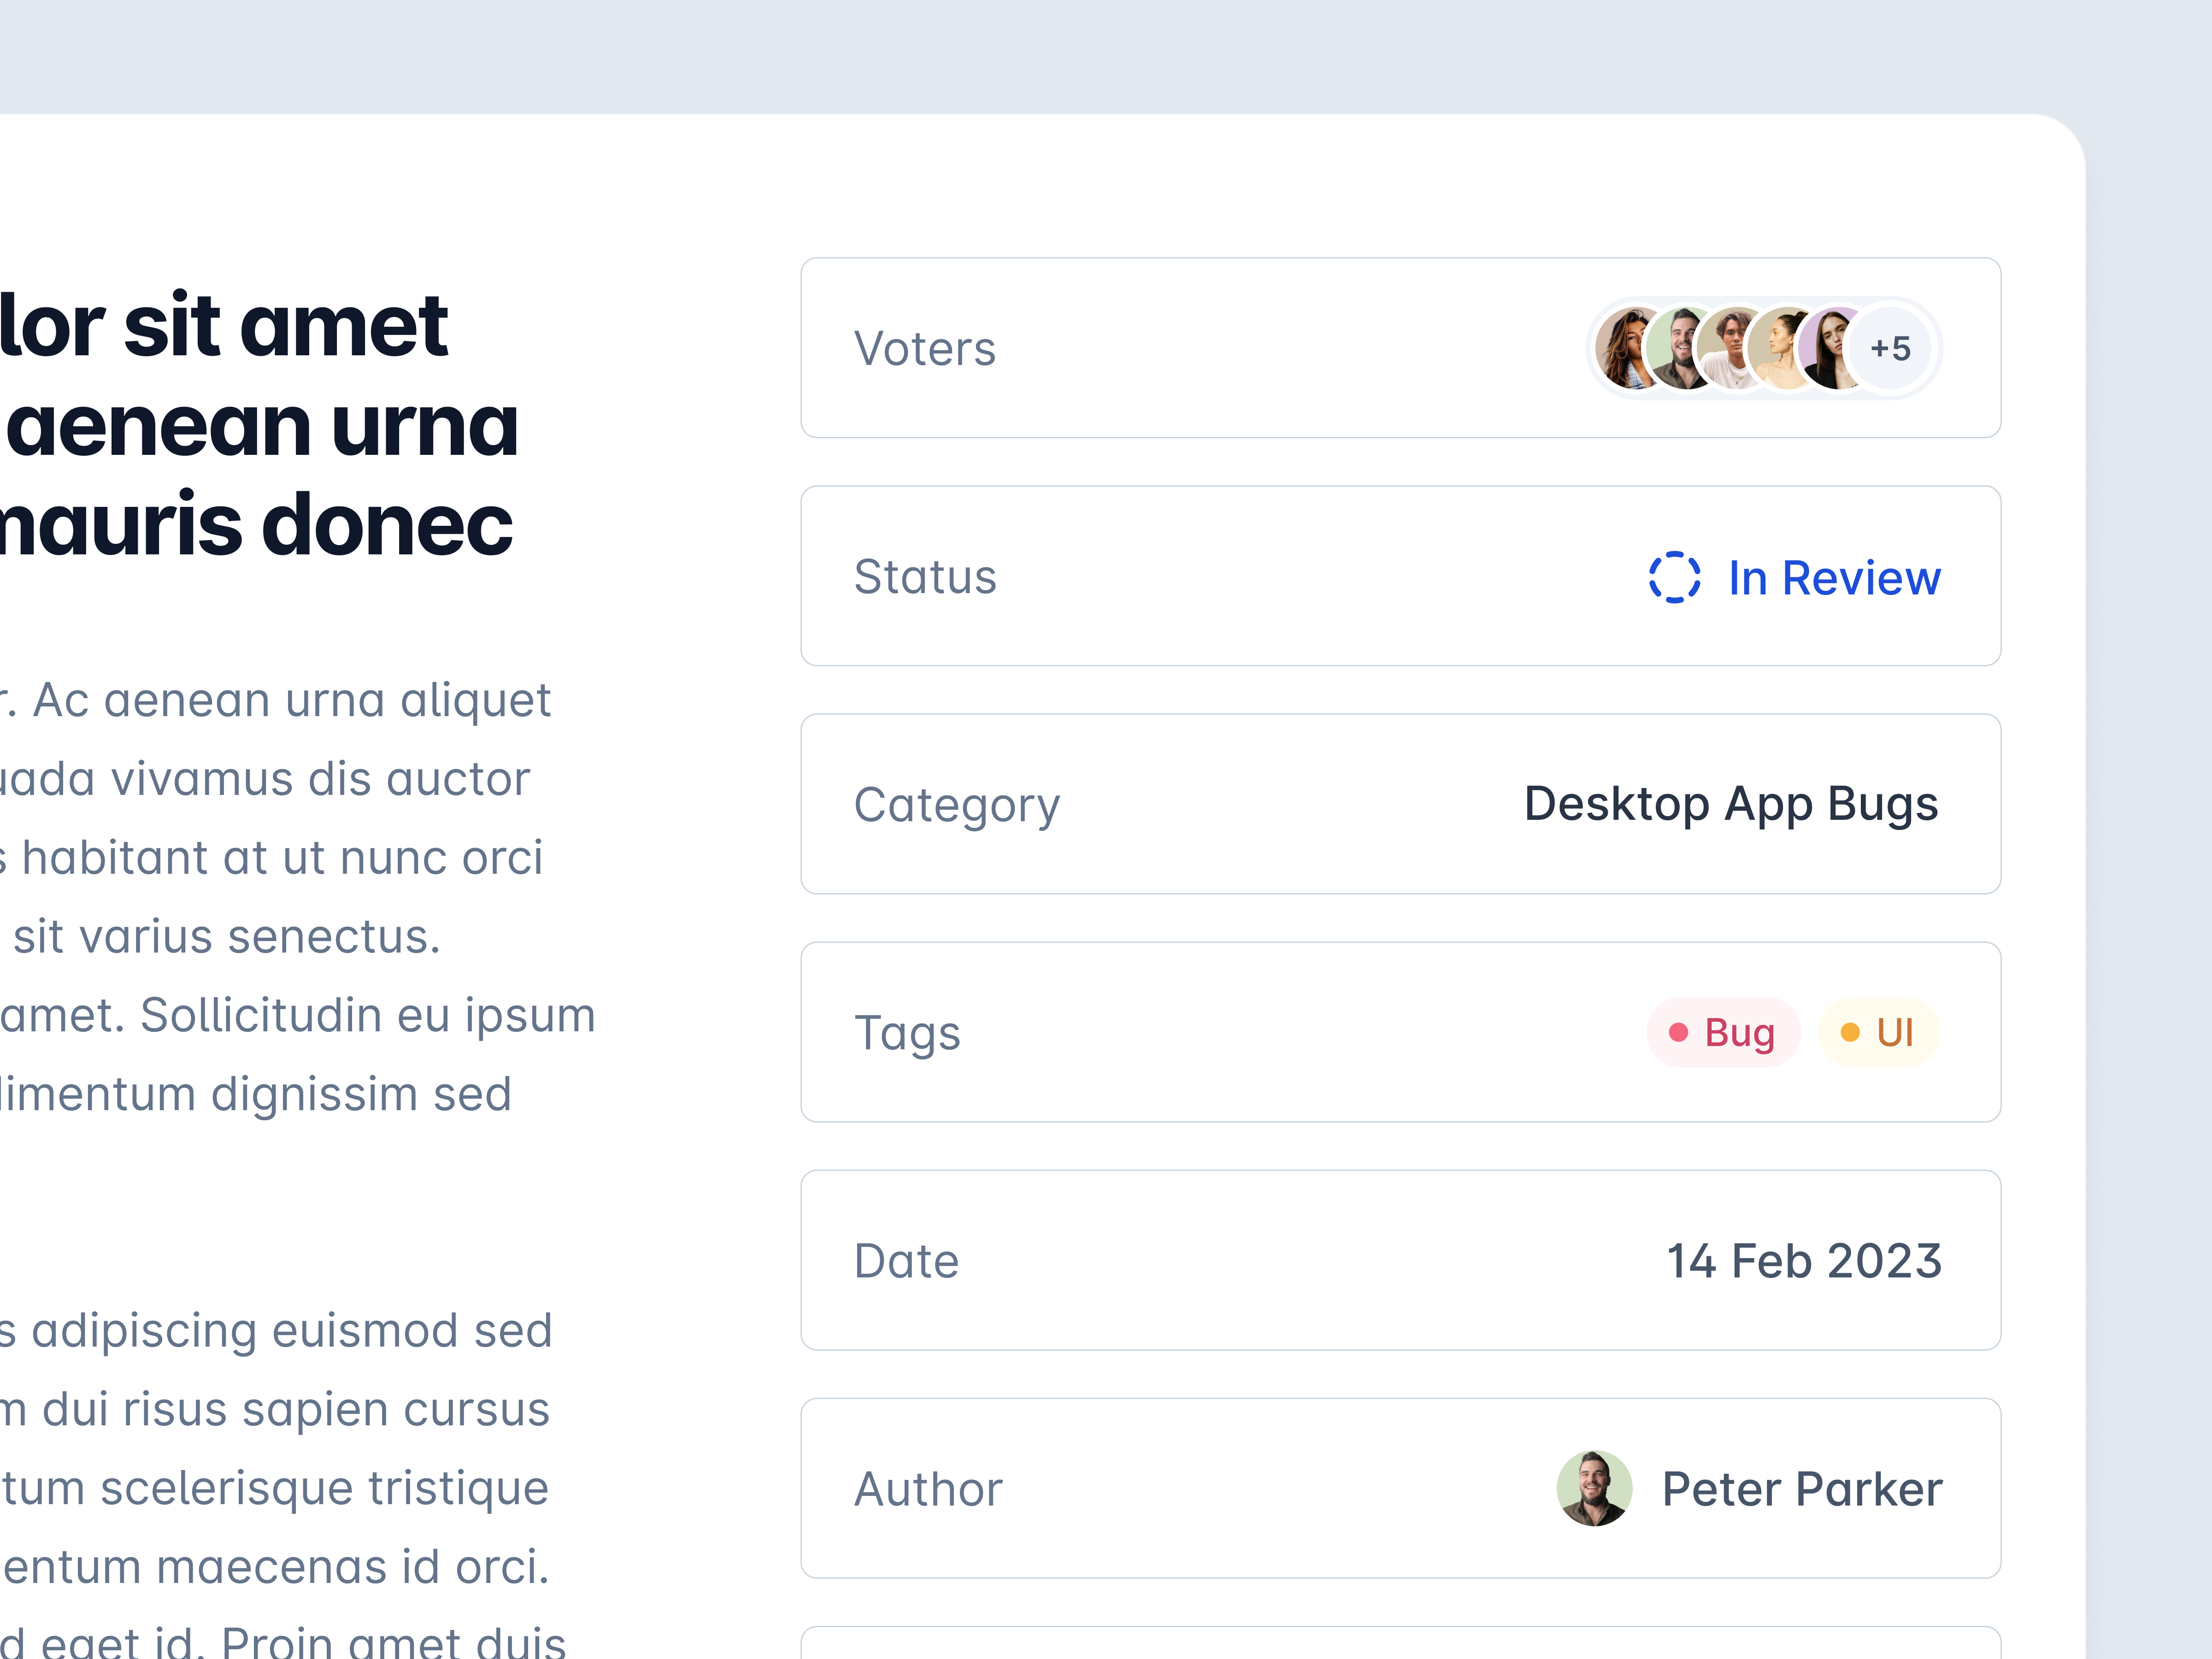 lor sit amet
aenean urna
mauris donec
r. Ac aenean urna aliquet
uada vivamus dis auctor
s habitant at ut nunc orci
sit varius senectus.
amet. Sollicitudin eu ipsum
dimentum dignissim sed
s adipiscing euismod sed
m dui risus sapien cursus
tum scelerisque tristique
entum maecenas id orci.
d eget id. Proin amet duis
Voters
+5
Status
In Review
Category
Desktop App Bugs
Tags
Bug
UI
Date
14 Feb 2023
Author
Peter Parker